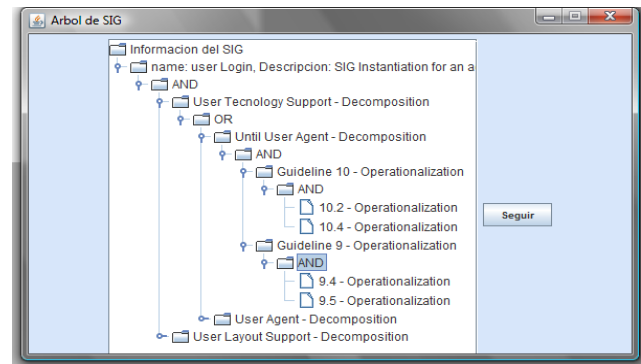 Arbol de SIG
Informacion del SIG
name: user Login, Descripcion: SIG Instantiation for an a
AND
User Tecnology Support - Decomposition
OR
Until User Agent - Decomposition
AND
Guideline 10 - Operationalization
AND
10.2 - Operationalization
10.4 - Operationalization
Seguir
Guideline 9 - Operationalization
AND
9.4 - Operationalization
9.5 - Operationalization
User Agent - Decomposition
User Layout Support - Decomposition